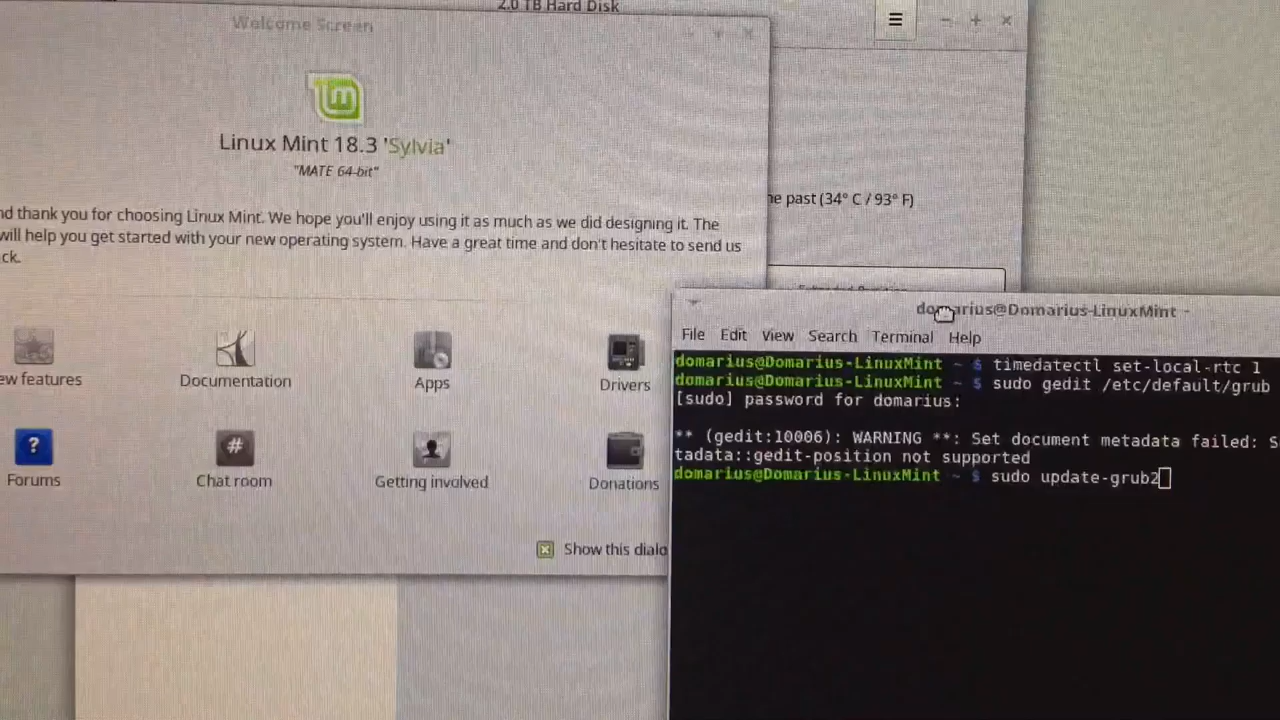 2.0 TB Hard Disk
Welcome Screen
Linux Mint 18.3 'Sylvia'
"MATE 64-bit"
nd thank you for choosing Linux Mint. We hope you'll enjoy using it as much as we did designing it. The
will help you get started with your new operating system. Have a great time and don't hesitate to send us
ck.
he past (34° C / 93° F)
ew features
Documentation
Apps
Drivers
Forums
Chat room
Getting involved
Donations
Show this dialo
domarius@Domarius-LinuxMint ~
File Edit View Search Terminal Help
domarius@Domarius-LinuxMint ~ $ timedatectl set-local-rtc 1
domarius@Domarius-LinuxMint ~ $ sudo gedit /etc/default/grub
[sudo] password for domarius:
** (gedit:10006): WARNING **: Set document metadata failed: S
tadata::gedit-position not supported
domarius@Domarius-LinuxMint ~ $ sudo update-grub2